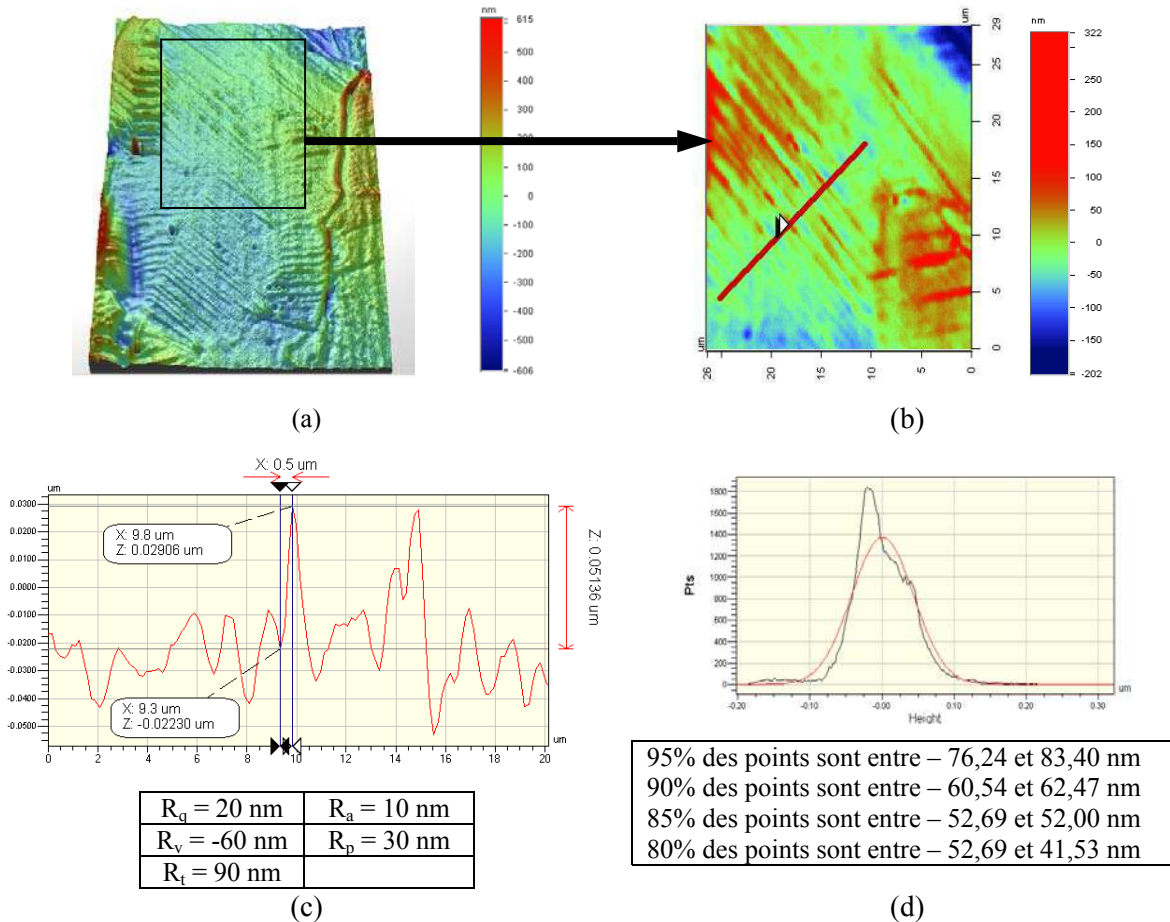 nm
615
500
400
300
200
100
0
-100
-200
-300
-400
-500
-606
(a)
um
29
25
20
15
10
5
0
um
26
20
15
10
5
0
nm
322
250
200
150
100
50
0
-50
-100
-150
-202
(b)
X: 0.5 um
um
0.0300
0.0200
0.0100
0.0000
-0.0100
-0.0200
-0.0300
-0.0400
-0.0500
X: 9.8 um
Z: 0.02906 um
X: 9.3 um
Z: -0.02230 um
Z: 0.05136 um
um
0 2 4 6 8 10 12 14 16 18 20
R_q = 20 nm R_a = 10 nm
R_v = -60 nm R_p = 30 nm
R_t = 90 nm
(c)
Pts
1800
1600
1400
1200
1000
800
600
400
200
0
um
-0.20 -0.10 -0.00 0.10 0.20 0.30
Height
95% des points sont entre – 76,24 et 83,40 nm
90% des points sont entre – 60,54 et 62,47 nm
85% des points sont entre – 52,69 et 52,00 nm
80% des points sont entre – 52,69 et 41,53 nm
(d)